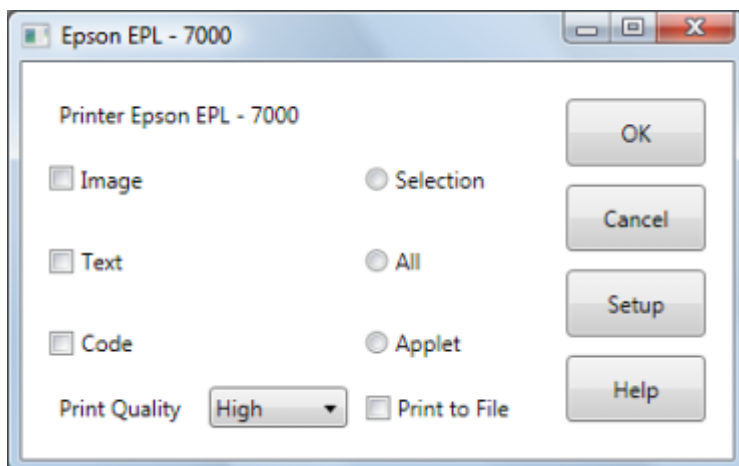 Epson EPL - 7000
Printer Epson EPL - 7000
OK
Image
Selection
Cancel
Text
All
Setup
Code
Applet
Help
Print Quality
High
Print to File